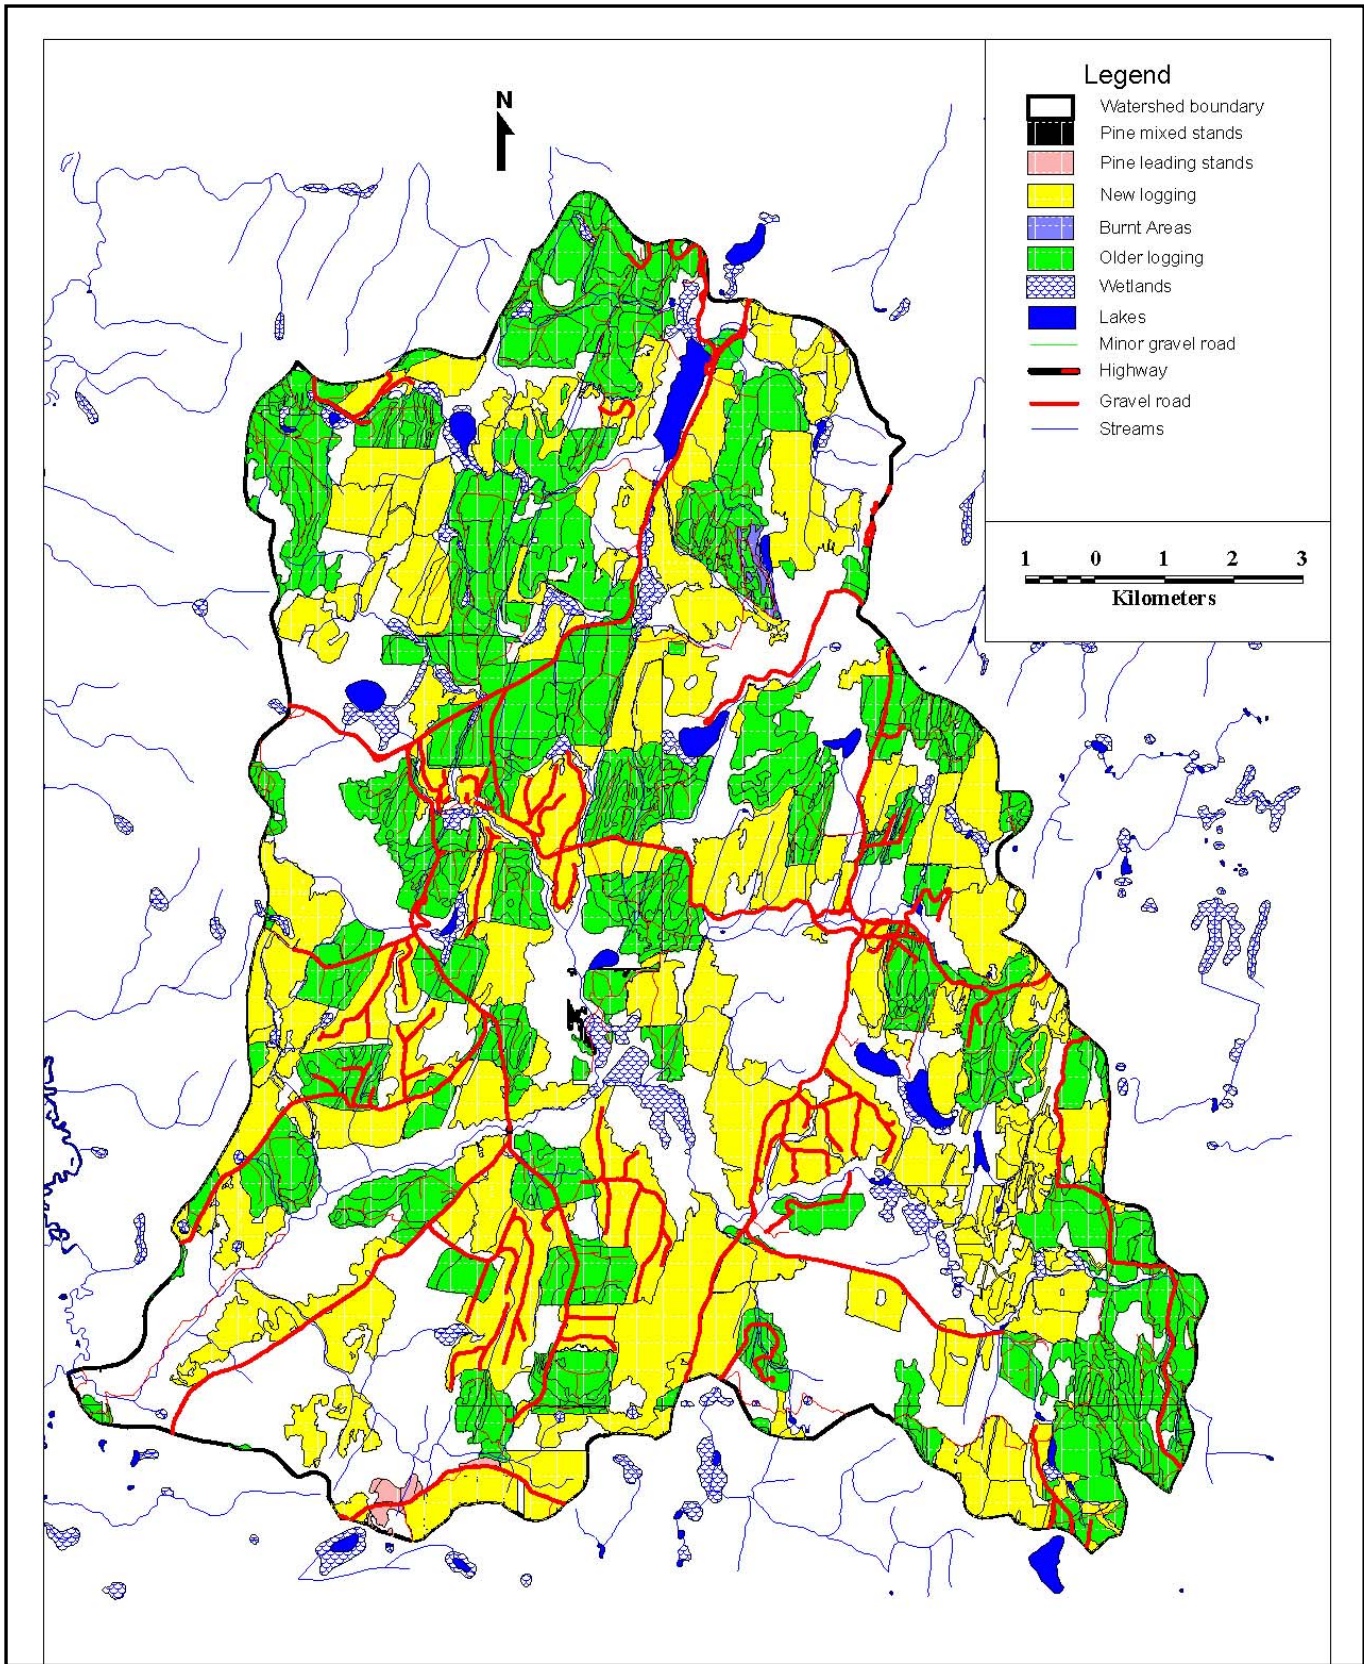 N
Legend
Watershed boundary
Pine mixed stands
Pine leading stands
New logging
Burnt Areas
Older logging
Wetlands
Lakes
Minor gravel road
Highway
Gravel road
Streams
1 0 1 2 3
Kilometers